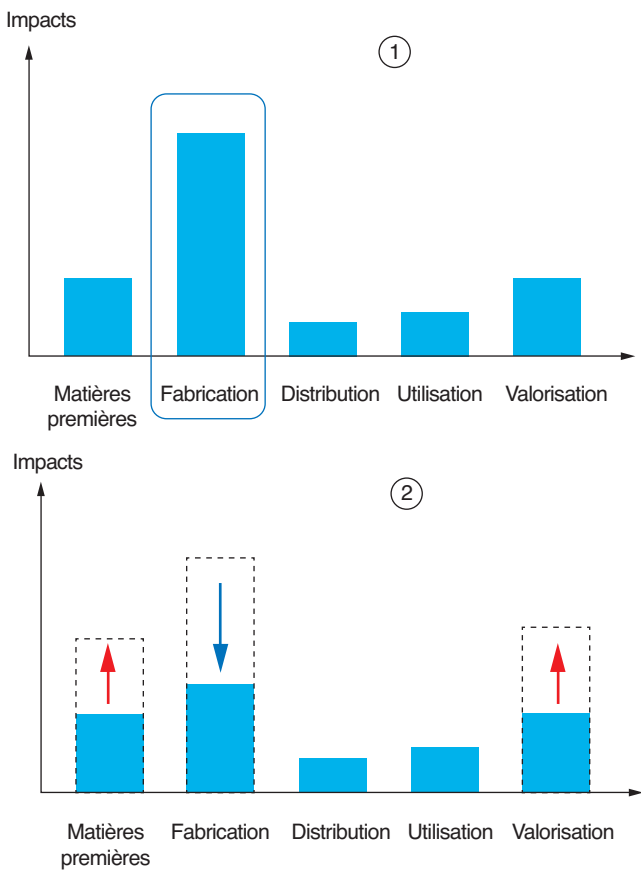 Impacts
1
Matières
premières
Fabrication
Distribution
Utilisation
Valorisation
Impacts
2
Matières
premières
Fabrication
Distribution
Utilisation
Valorisation